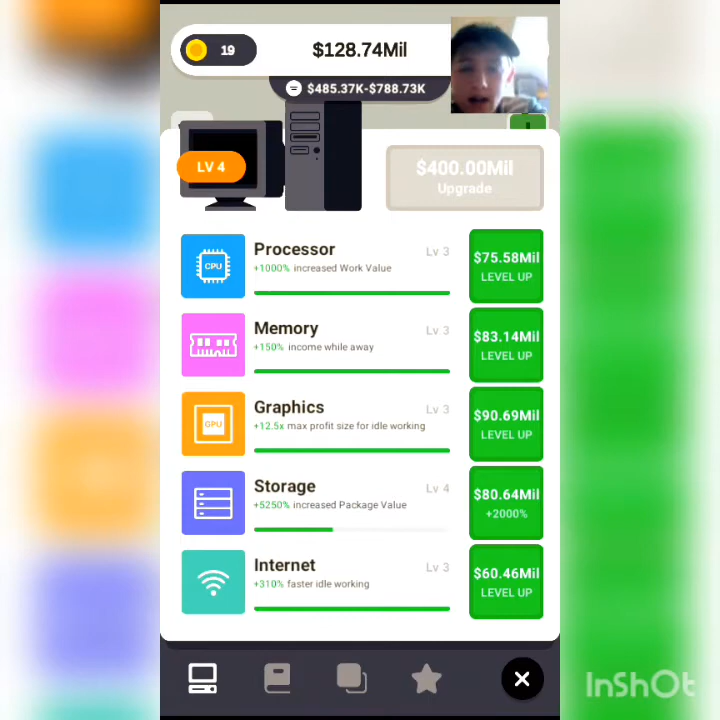 19
$128.74Mil
$485.37K-$788.73K
LV 4
$400.00Mil
Upgrade
Processor
Lv 3
+1000% increased Work Value
$75.58Mil
LEVEL UP
CPU
Memory
Lv 3
+150% income while away
$83.14Mil
LEVEL UP
Graphics
Lv 3
+12.5x max profit size for idle working
$90.69Mil
LEVEL UP
GPU
Storage
Lv 4
+5250% increased Package Value
$80.64Mil
+2000%
Internet
Lv 3
+310% faster idle working
$60.46Mil
LEVEL UP
InShOt